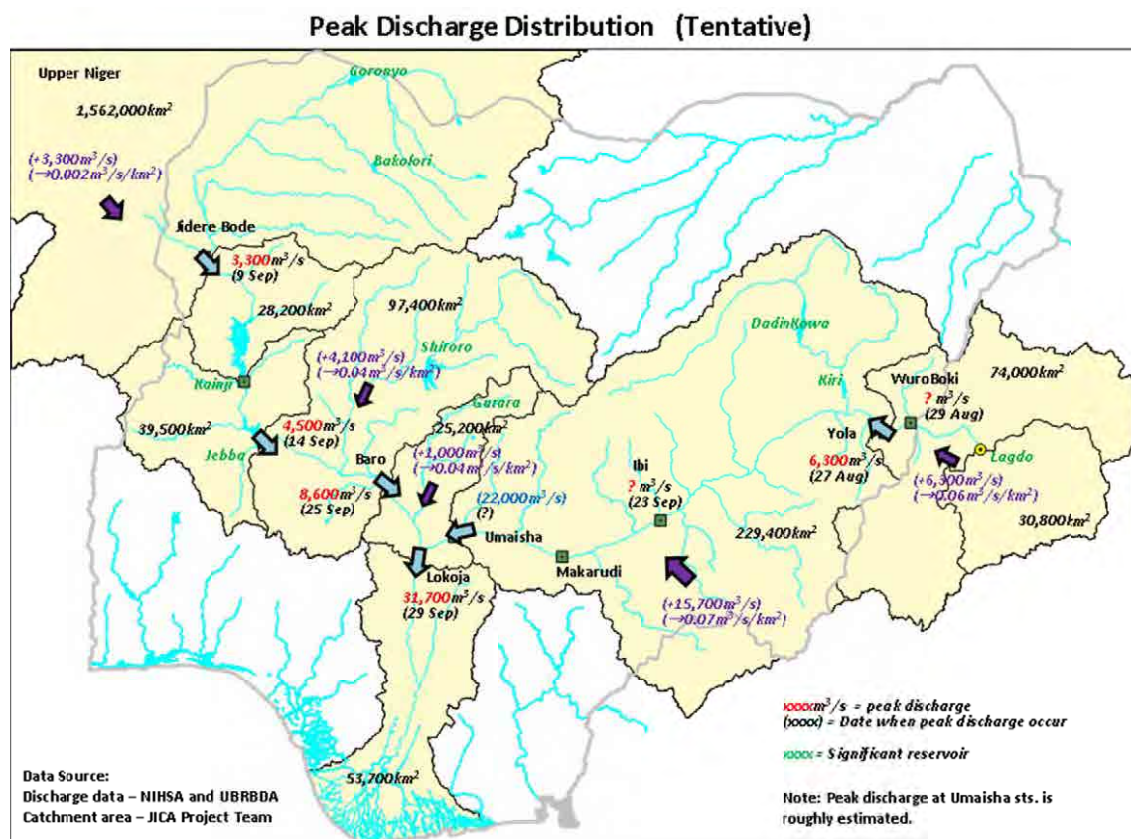 Peak Discharge Distribution (Tentative)
Upper Niger
1,562,000km²
(+3,300m³/s)
(→0.002m³/s/km²)
Goronyo
Bakolori
Jidere Bode
3,300m³/s
(9 Sep)
28,200km²
97,400km²
Shiroro
(+4,100m³/s)
(→0.04m³/s/km²)
Kainji
39,500km²
Jebba
4,500m³/s
(14 Sep)
Gurara
25,200km²
(+1,000m³/s)
(→0.04m³/s/km²)
Baro
8,600m³/s
(25 Sep)
(22,000m³/s)
(?)
Umaisha
Lokoja
31,700m³/s
(29 Sep)
Ibi
? m³/s
(23 Sep)
Makarudi
DadinKowa
Kiri
WuroBoki
? m³/s
(29 Aug)
74,000km²
Yola
6,300m³/s
(27 Aug)
Lagdo
(+6,300m³/s)
(→0.06m³/s/km²)
30,800km²
229,400km²
(+15,700m³/s)
(→0.07m³/s/km²)
53,700km²
xxxxm³/s = peak discharge
(xxxx) = Date when peak discharge occur
xxxx = Significant reservoir
Note: Peak discharge at Umaisha sts. is
roughly estimated.
Data Source:
Discharge data – NIHSA and UBRBDA
Catchment area – JICA Project Team